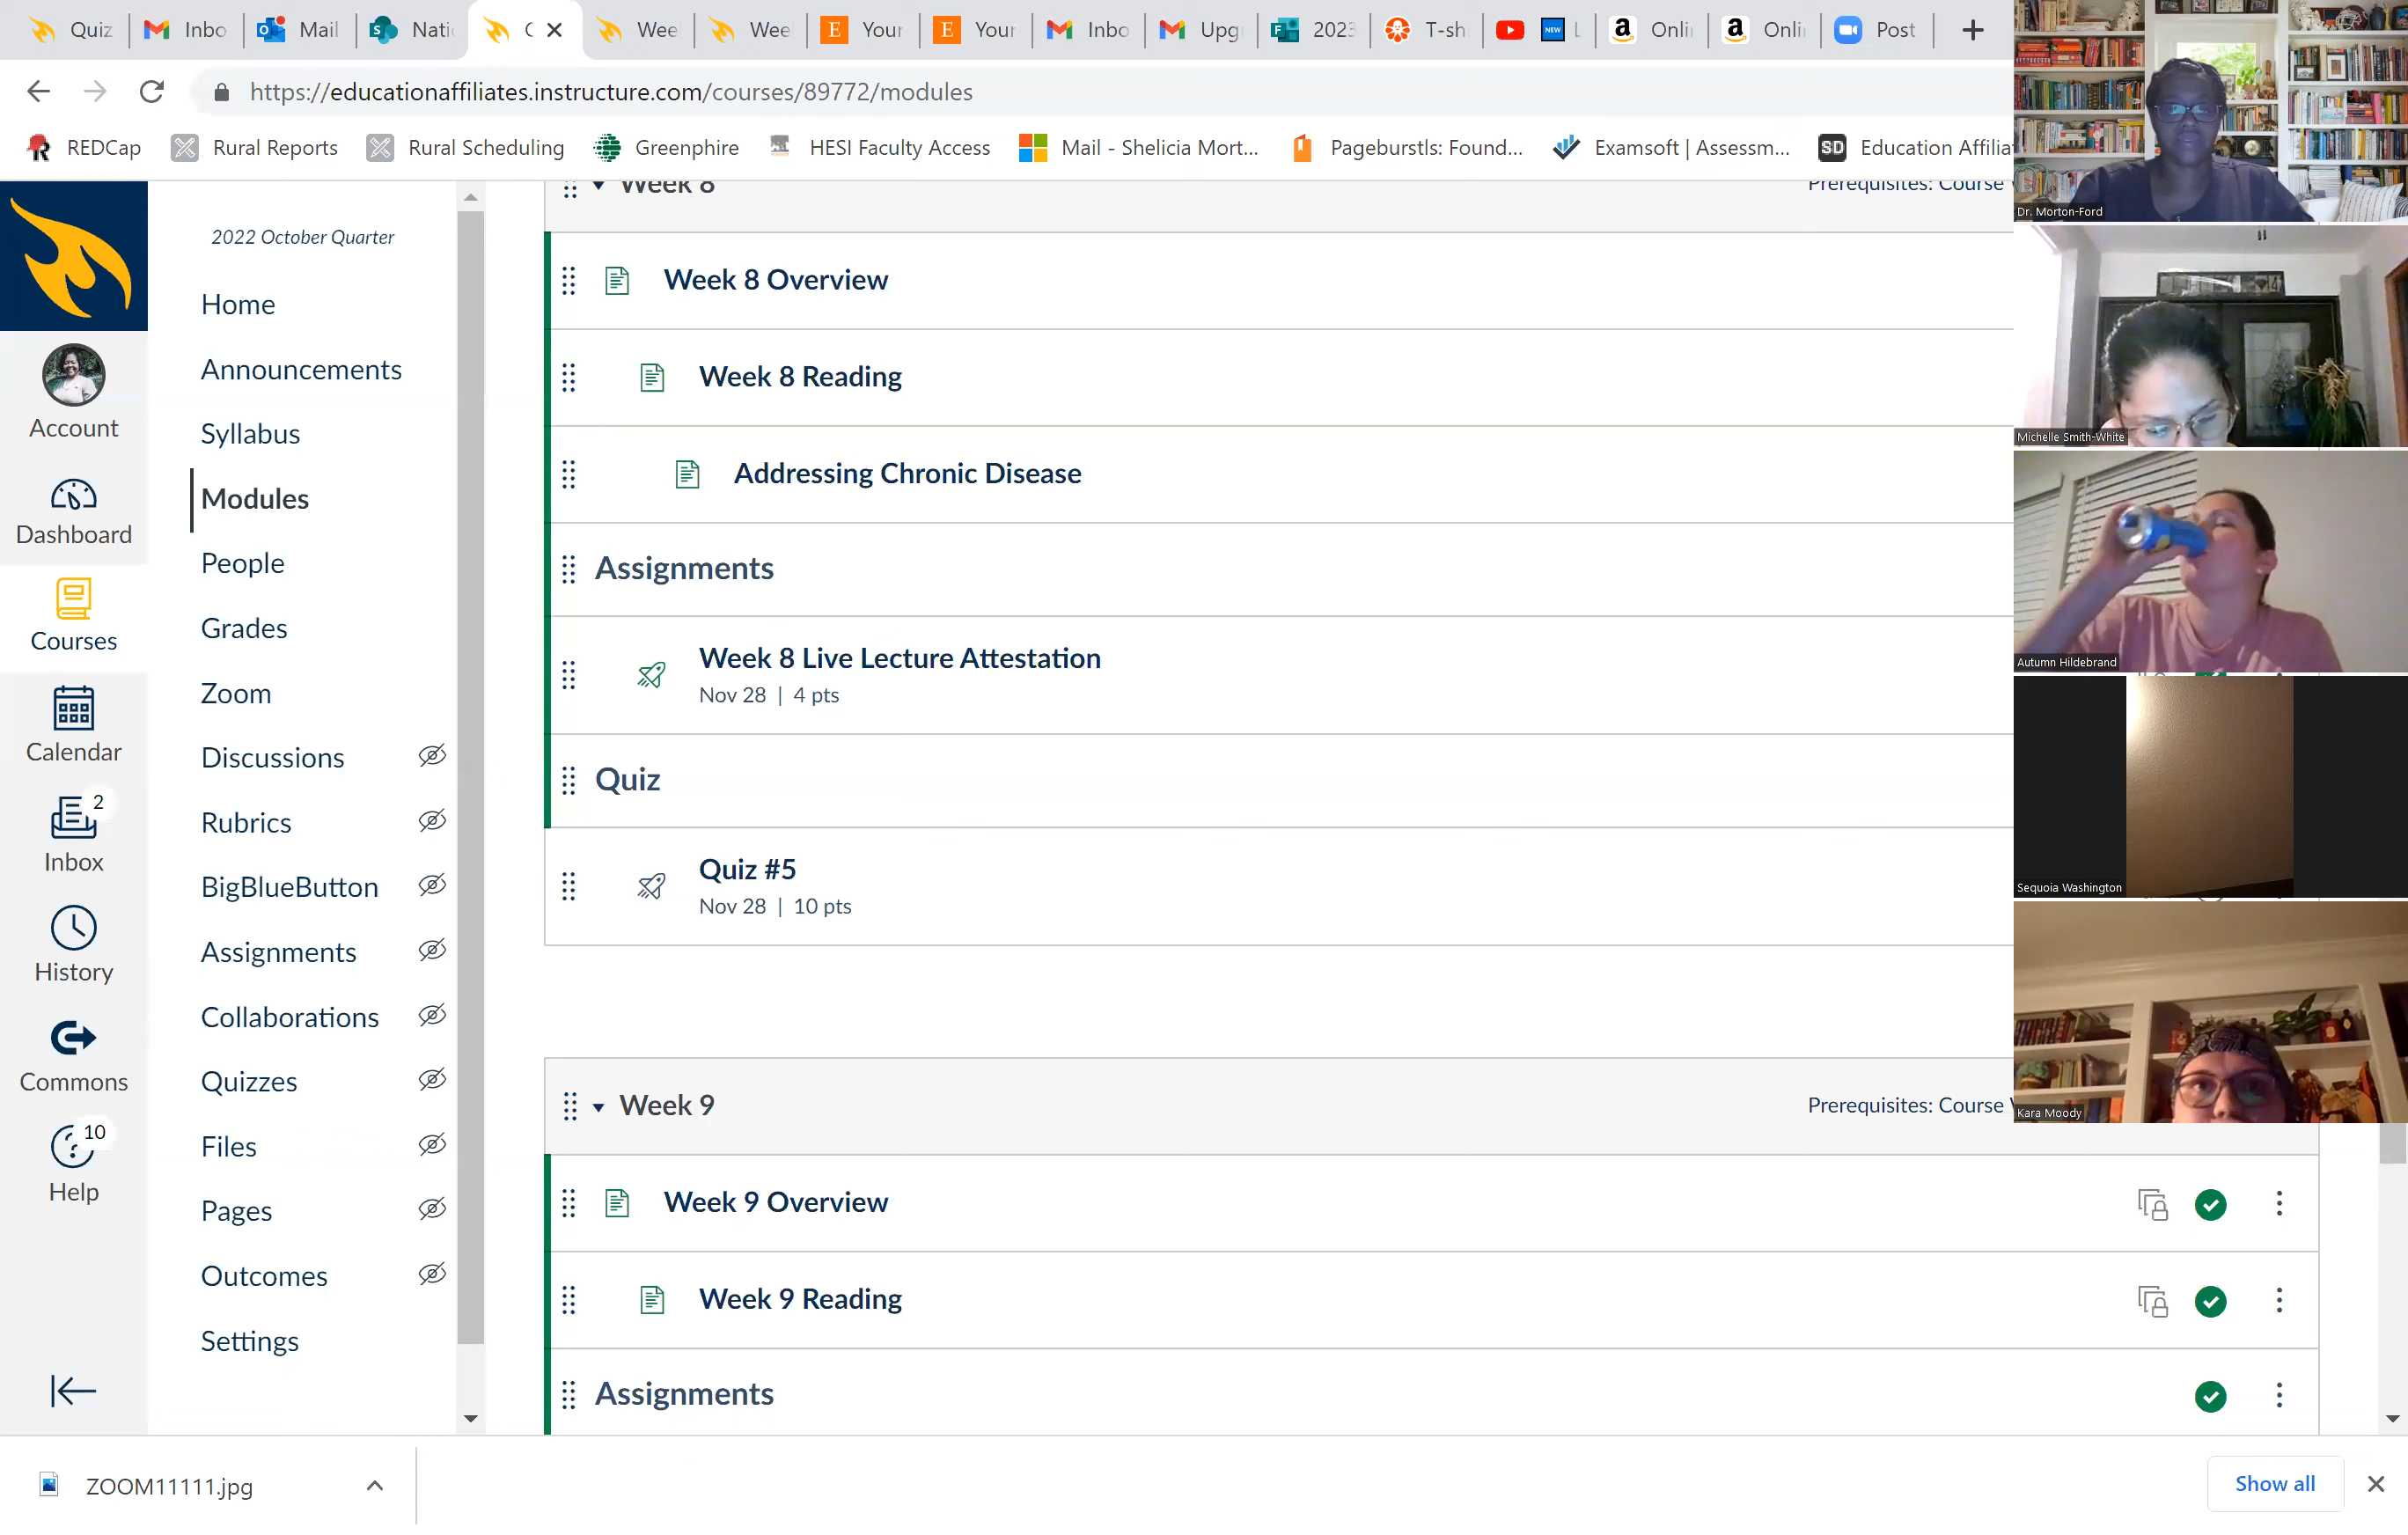 Quiz
Inbo
Mail
Nati
C
Wee
Wee
Your
Your
Inbo
Upg
2023
T-sh
NEW
L
Onli
Onli
Post
https://educationaffiliates.instructure.com/courses/89772/modules
REDCap
Rural Reports
Rural Scheduling
Greenphire
HESI Faculty Access
Mail - Shelicia Mort...
Pageburstls: Found...
Examsoft | Assessm...
SD Education Affilia
Account
Dashboard
Courses
Calendar
2
Inbox
History
Commons
10
Help
2022 October Quarter
Home
Announcements
Syllabus
Modules
People
Grades
Zoom
Discussions
Rubrics
BigBlueButton
Assignments
Collaborations
Quizzes
Files
Pages
Outcomes
Settings
Week 8
Prerequisites: Course
Week 8 Overview
Week 8 Reading
Addressing Chronic Disease
Assignments
Week 8 Live Lecture Attestation
Nov 28 | 4 pts
Quiz
Quiz #5
Nov 28 | 10 pts
Week 9
Prerequisites: Course
Week 9 Overview
Week 9 Reading
Assignments
Dr. Morton-Ford
Michelle Smith-White
Autumn Hildebrand
Sequoia Washington
Kara Moody
ZOOM11111.jpg
Show all